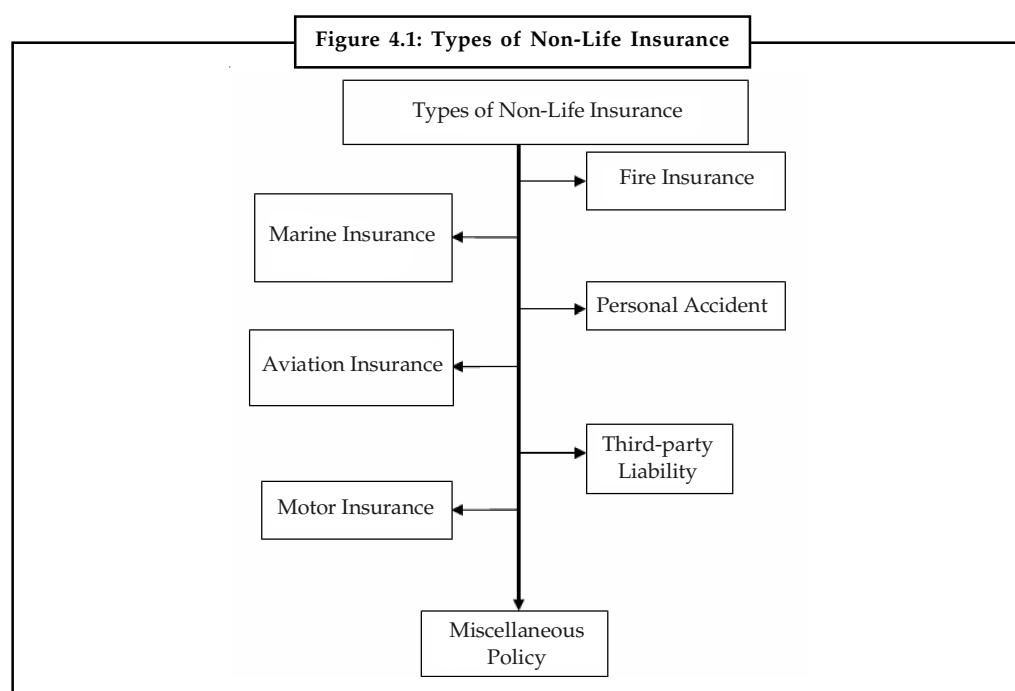 Figure 4.1: Types of Non-Life Insurance
Types of Non-Life Insurance
Fire Insurance
Marine Insurance
Personal Accident
Aviation Insurance
Third-party
Liability
Motor Insurance
Miscellaneous
Policy